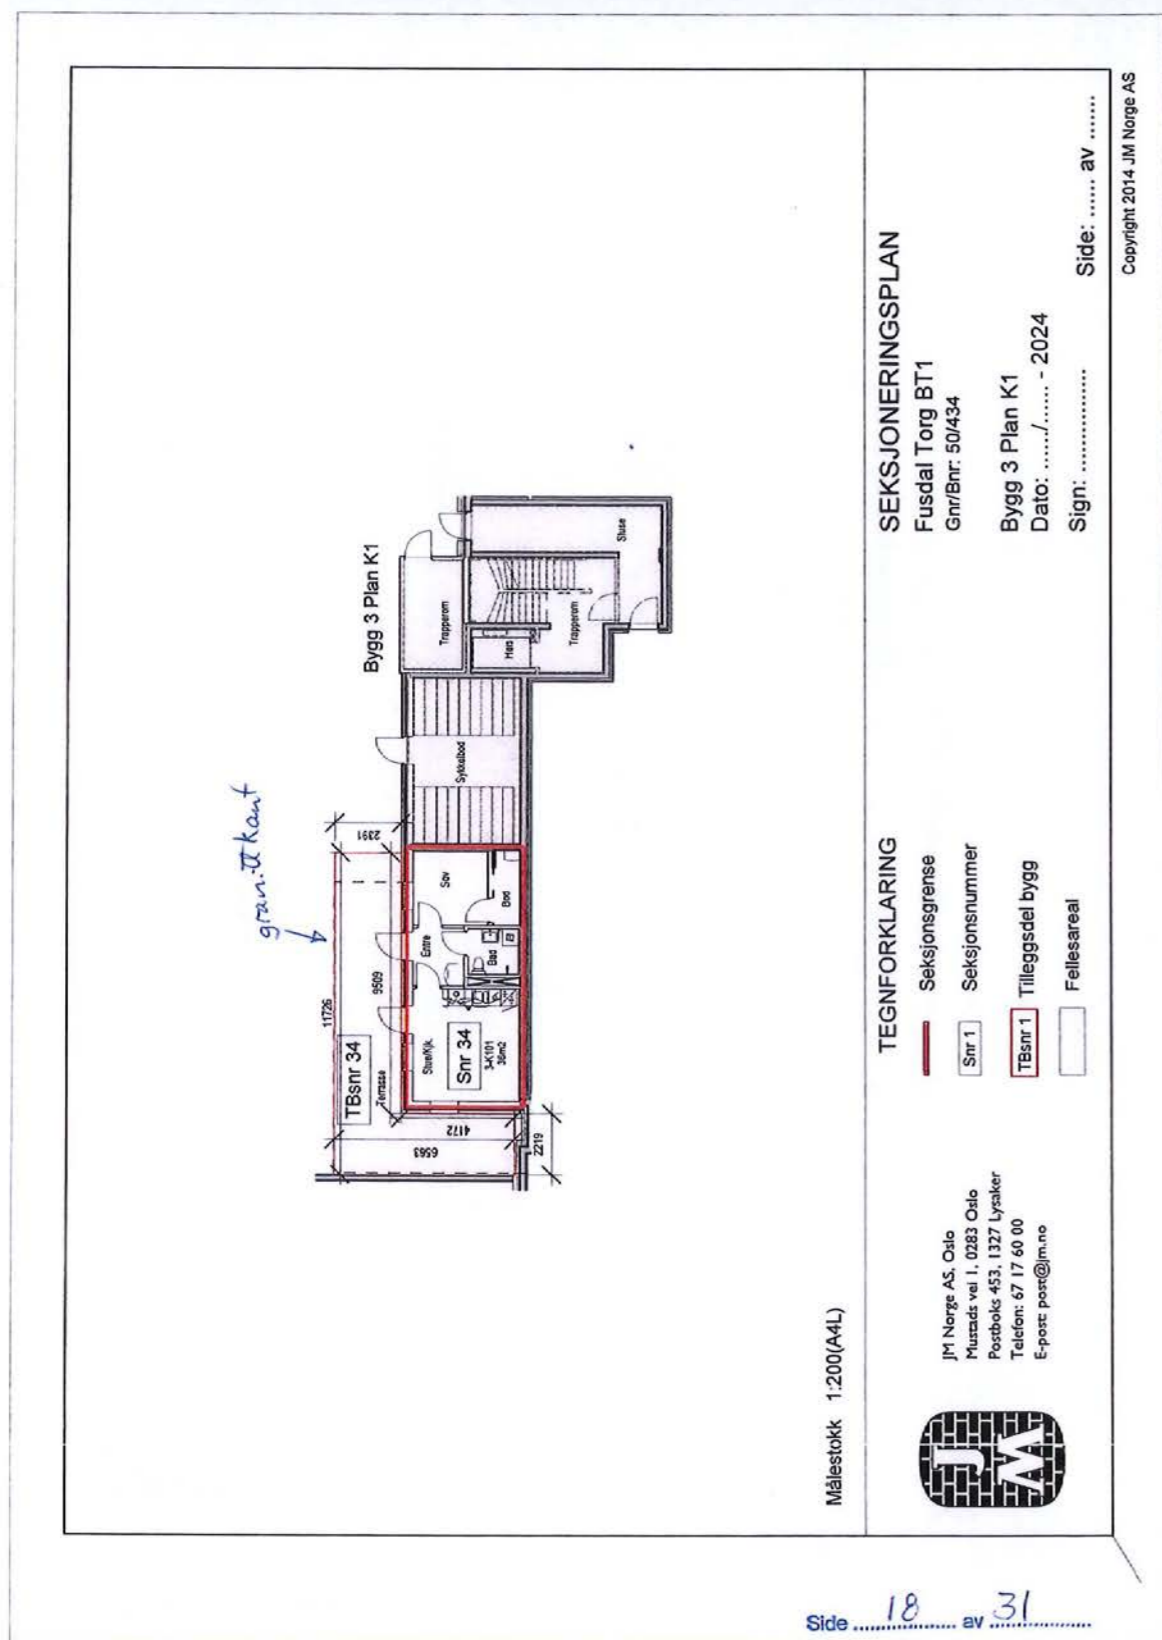 granittkant
Bygg 3 Plan K1
11726
2391
TBsnr 34
Terrasse
9509
6563
4172
2219
Stue/Kjk.
Snr 34
3-K101
36m2
Entre
Bad
Sov
Bod
Sykkelbod
Trapperom
Heis
Trapperom
Sluse
Målestokk 1:200(A4L)
JM
JM Norge AS, Oslo
Mustads vei 1, 0283 Oslo
Postboks 453, 1327 Lysaker
Telefon: 67 17 60 00
E-post: post@jm.no
TEGNFORKLARING
Seksjonsgrense
Snr 1 Seksjonsnummer
TBsnr 1 Tilleggsdel bygg
Fellesareal
SEKSJONERINGSPLAN
Fusdal Torg BT1
Gnr/Bnr: 50/434
Bygg 3 Plan K1
Dato: ....../...... - 2024
Sign: .................. Side: ...... av .......
Copyright 2014 JM Norge AS
Side 18 av 31